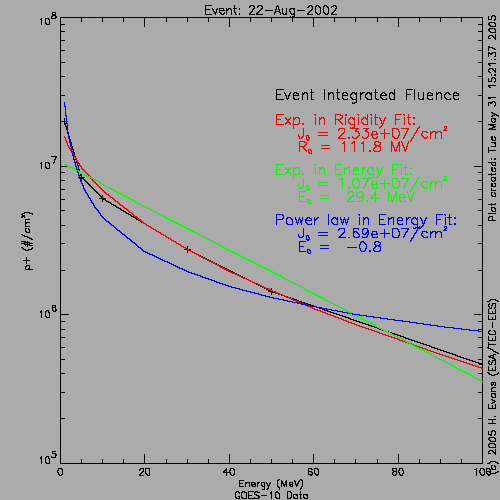 Event: 22-Aug-2002
10⁸
Event Integrated Fluence
Exp. in Rigidity Fit:
J₀ = 2.33e+07/cm²
R₀ = 111.8 MV
10⁷
Exp. in Energy Fit:
J₀ = 1.07e+07/cm²
E₀ = 29.4 MeV
Power law in Energy Fit:
J₀ = 2.69e+07/cm²
E₀ = -0.8
p+ (#/cm²)
10⁶
10⁵
0 20 40 60 80 100
Energy (MeV)
GOES-10 Data
Plot created: Tue May 31 15:21:37 2005
(c) 2005 H. Evans (ESA/TEC-EES)